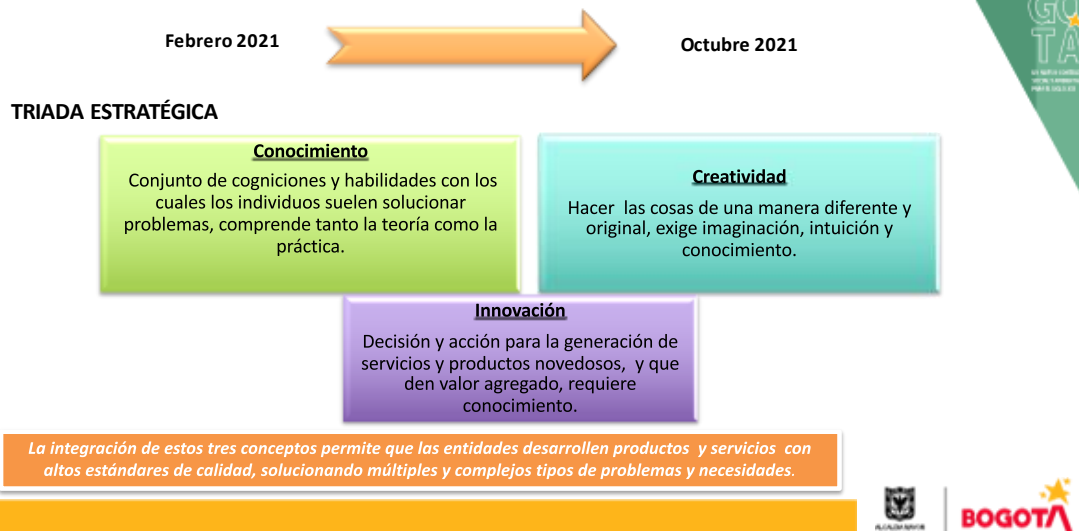 GO
TA
Febrero 2021
Octubre 2021
TRIADA ESTRATÉGICA
Conocimiento
Conjunto de cogniciones y habilidades con los
cuales los individuos suelen solucionar
problemas, comprende tanto la teoría como la
práctica.
Creatividad
Hacer las cosas de una manera diferente y
original, exige imaginación, intuición y
conocimiento.
Innovación
Decisión y acción para la generación de
servicios y productos novedosos, y que
den valor agregado, requiere
conocimiento.
La integración de estos tres conceptos permite que las entidades desarrollen productos y servicios con
altos estándares de calidad, solucionando múltiples y complejos tipos de problemas y necesidades.
BOGOTÁ